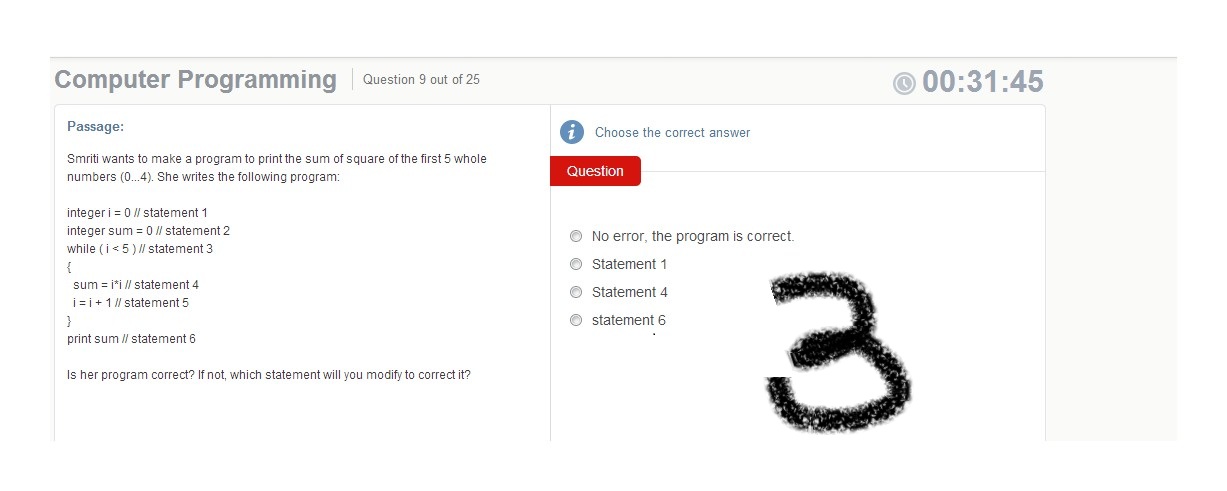 Computer Programming
Question 9 out of 25
00:31:45
Passage:
Smriti wants to make a program to print the sum of square of the first 5 whole
numbers (0...4). She writes the following program:
integer i = 0 // statement 1
integer sum = 0 // statement 2
while ( i < 5 ) // statement 3
{
sum = i*i // statement 4
i = i + 1 // statement 5
}
print sum // statement 6
Is her program correct? If not, which statement will you modify to correct it?
i Choose the correct answer
Question
No error, the program is correct.
Statement 1
Statement 4
statement 6
3